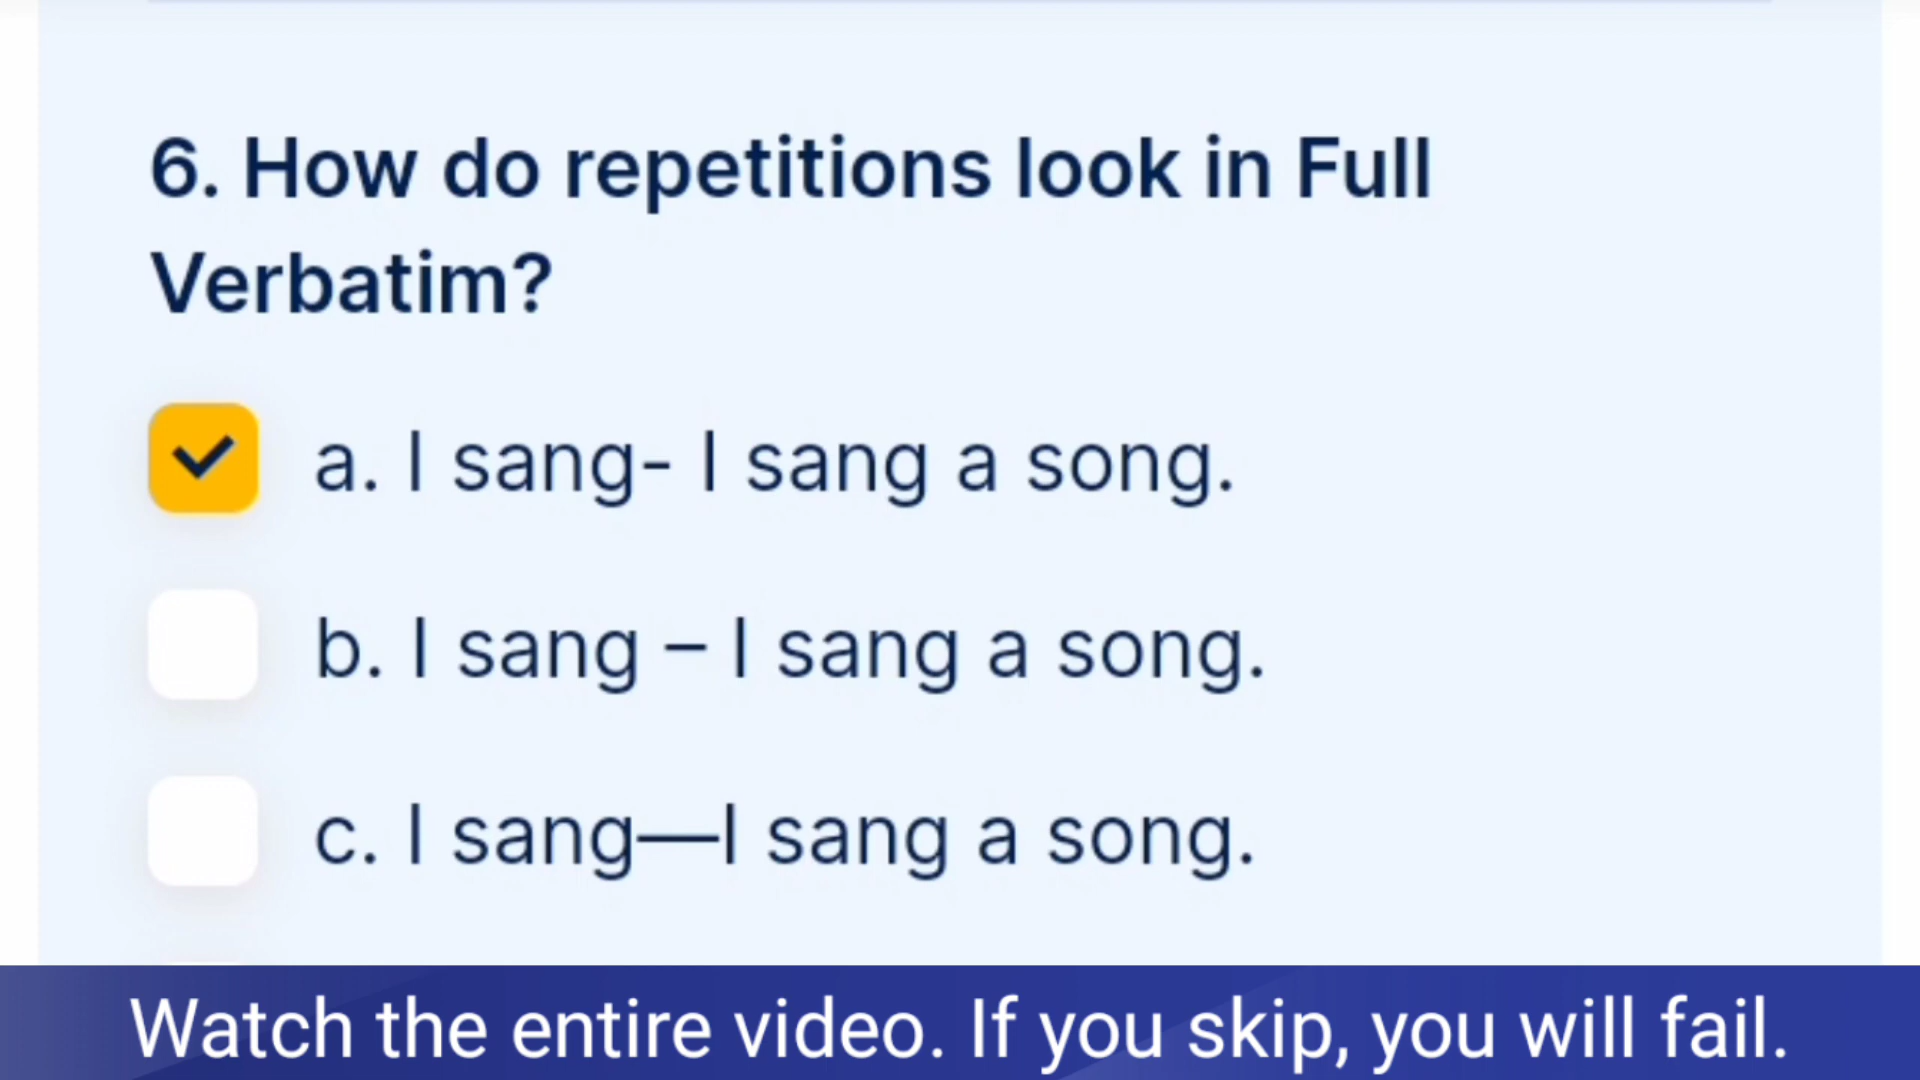 6. How do repetitions look in Full
Verbatim?
a. I sang- I sang a song.
b. I sang – I sang a song.
c. I sang—I sang a song.
Watch the entire video. If you skip, you will fail.